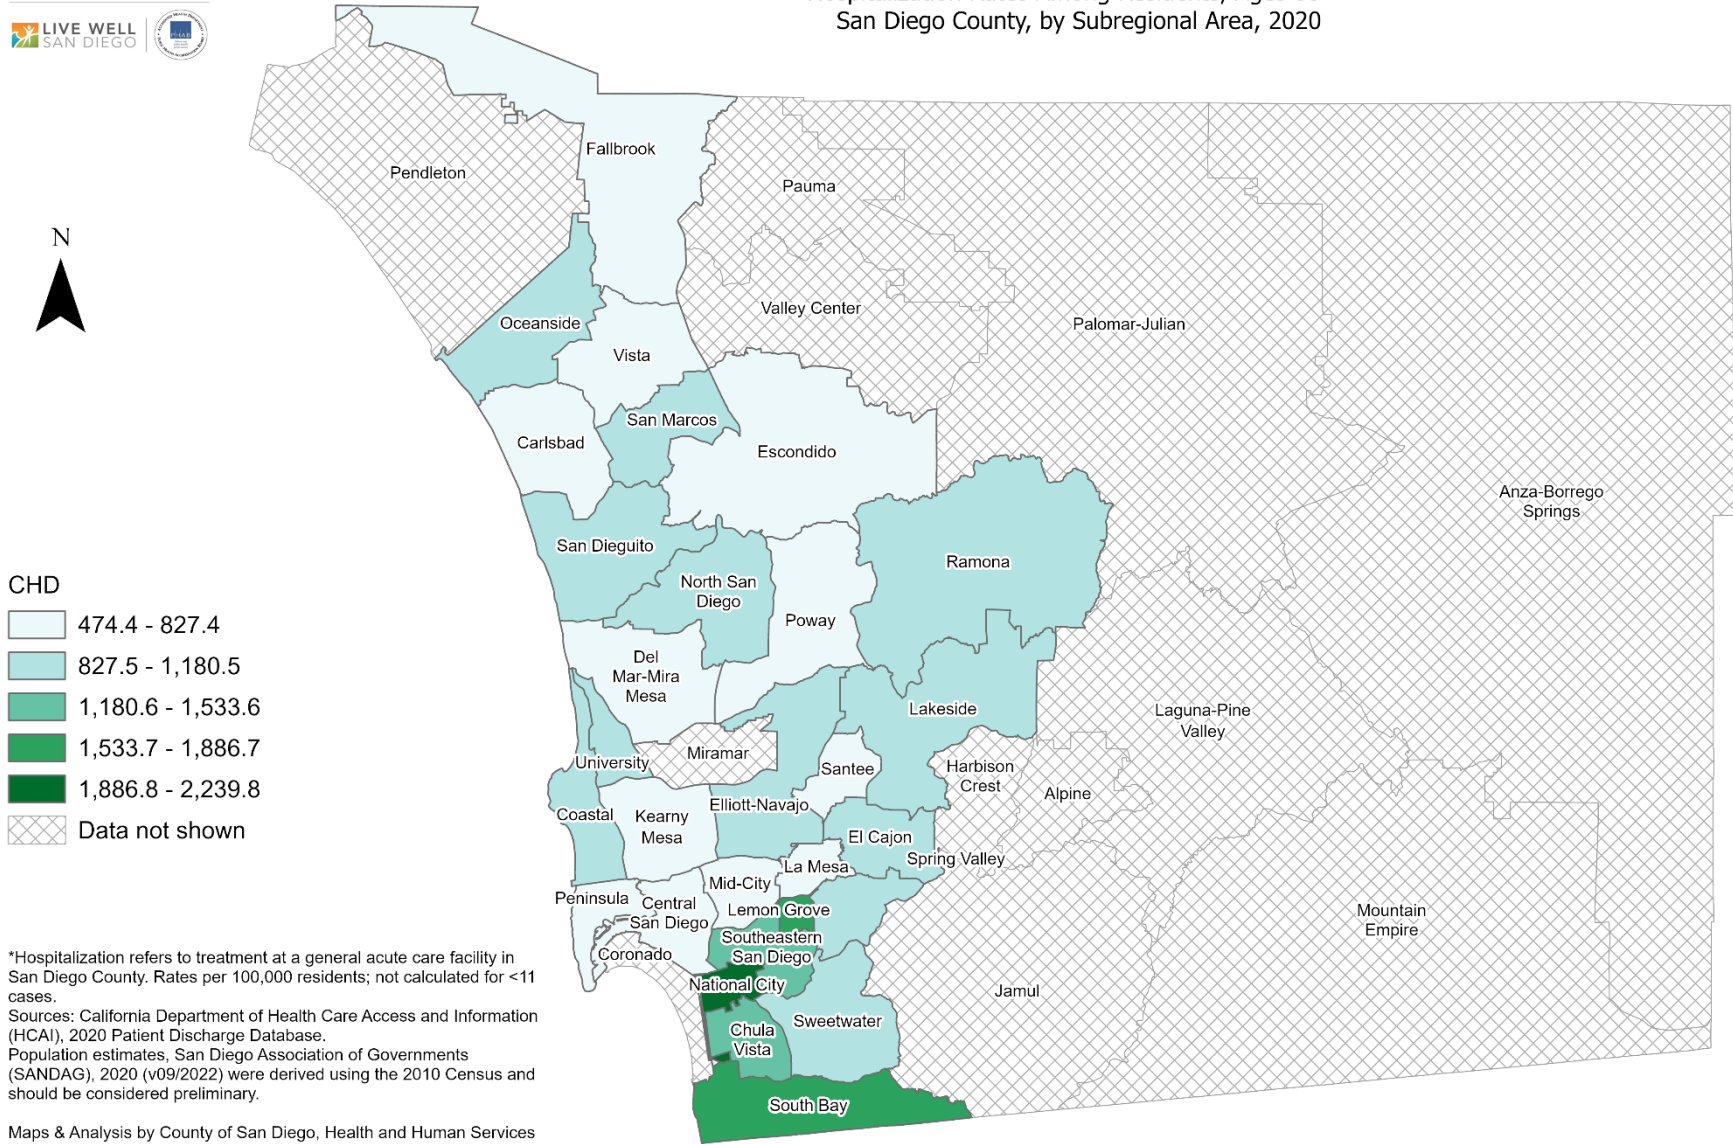 LIVE WELL
SAN DIEGO
PHAB
San Diego County, by Subregional Area, 2020
N
Fallbrook
Pendleton
Pauma
Valley Center
Oceanside
Palomar-Julian
Vista
San Marcos
Carlsbad
Escondido
Anza-Borrego
Springs
San Dieguito
Ramona
North San
Diego
Poway
Del
Mar-Mira
Mesa
Lakeside
Laguna-Pine
Valley
Miramar
University
Santee
Harbison
Crest
Alpine
Elliott-Navajo
Coastal
Kearny
Mesa
El Cajon
Spring Valley
La Mesa
Mid-City
Peninsula
Central
San Diego
Lemon Grove
Mountain
Empire
Southeastern
San Diego
Coronado
National City
Jamul
Sweetwater
Chula
Vista
South Bay
CHD
474.4 - 827.4
827.5 - 1,180.5
1,180.6 - 1,533.6
1,533.7 - 1,886.7
1,886.8 - 2,239.8
Data not shown
*Hospitalization refers to treatment at a general acute care facility in
San Diego County. Rates per 100,000 residents; not calculated for <11
cases.
Sources: California Department of Health Care Access and Information
(HCAI), 2020 Patient Discharge Database.
Population estimates, San Diego Association of Governments
(SANDAG), 2020 (v09/2022) were derived using the 2010 Census and
should be considered preliminary.
Maps & Analysis by County of San Diego, Health and Human Services